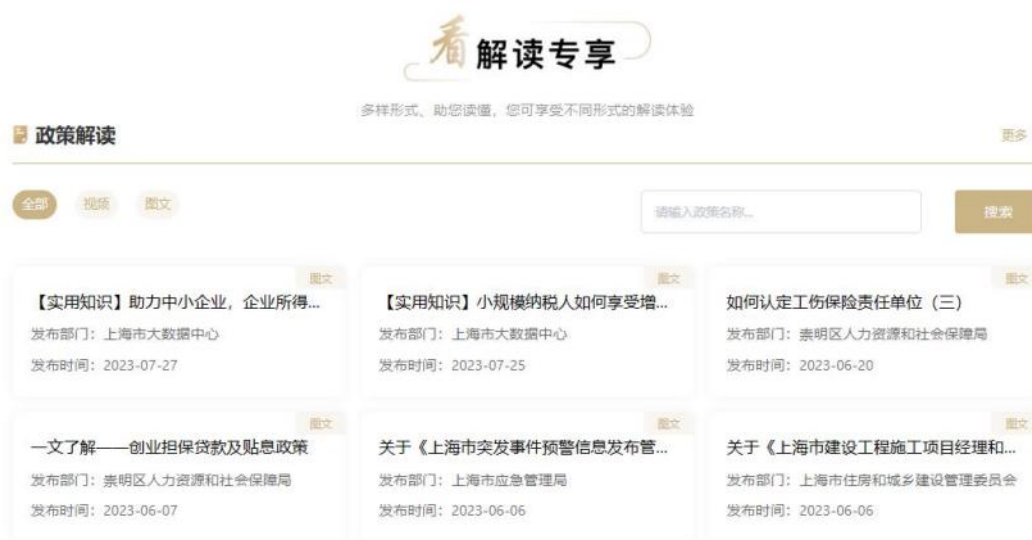 看 解读专享
多样形式、助您读懂，您可享受不同形式的解读体验
政策解读
更多
全部 视频 图文
请输入政策名称...
搜索
图文
【实用知识】助力中小企业，企业所得...
发布部门：上海市大数据中心
发布时间：2023-07-27
图文
【实用知识】小规模纳税人如何享受增...
发布部门：上海市大数据中心
发布时间：2023-07-25
图文
如何认定工伤保险责任单位（三）
发布部门：崇明区人力资源和社会保障局
发布时间：2023-06-20
图文
一文了解——创业担保贷款及贴息政策
发布部门：崇明区人力资源和社会保障局
发布时间：2023-06-07
图文
关于《上海市突发事件预警信息发布管...
发布部门：上海市应急管理局
发布时间：2023-06-06
图文
关于《上海市建设工程施工项目经理和...
发布部门：上海市住房和城乡建设管理委员会
发布时间：2023-06-06